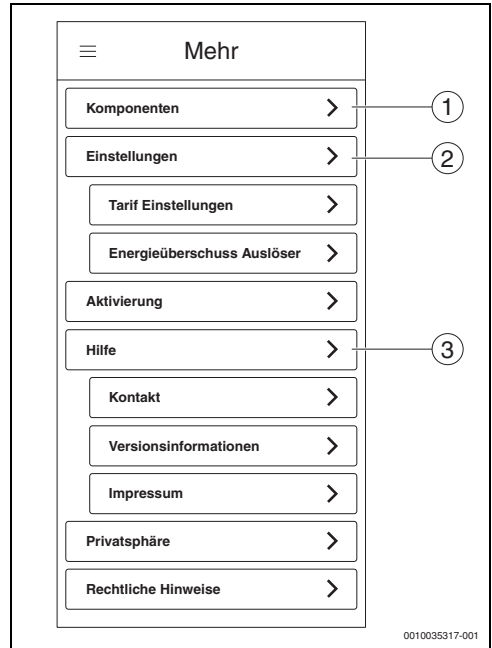 Mehr
Komponenten
1
Einstellungen
2
Tarif Einstellungen
Energieüberschuss Auslöser
Aktivierung
Hilfe
3
Kontakt
Versionsinformationen
Impressum
Privatsphäre
Rechtliche Hinweise
0010035317-001